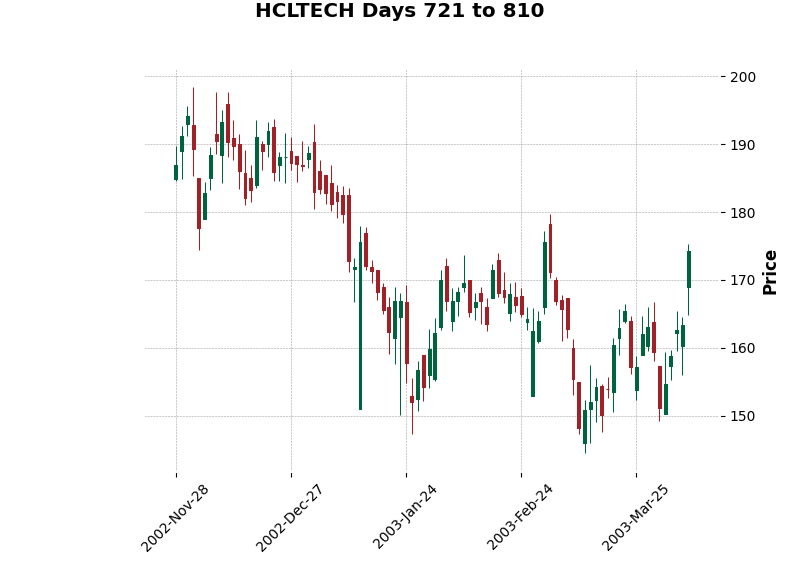 HCLTECH Days 721 to 810
200
190
180
170
160
150
Price
2002-Nov-28
2002-Dec-27
2003-Jan-24
2003-Feb-24
2003-Mar-25